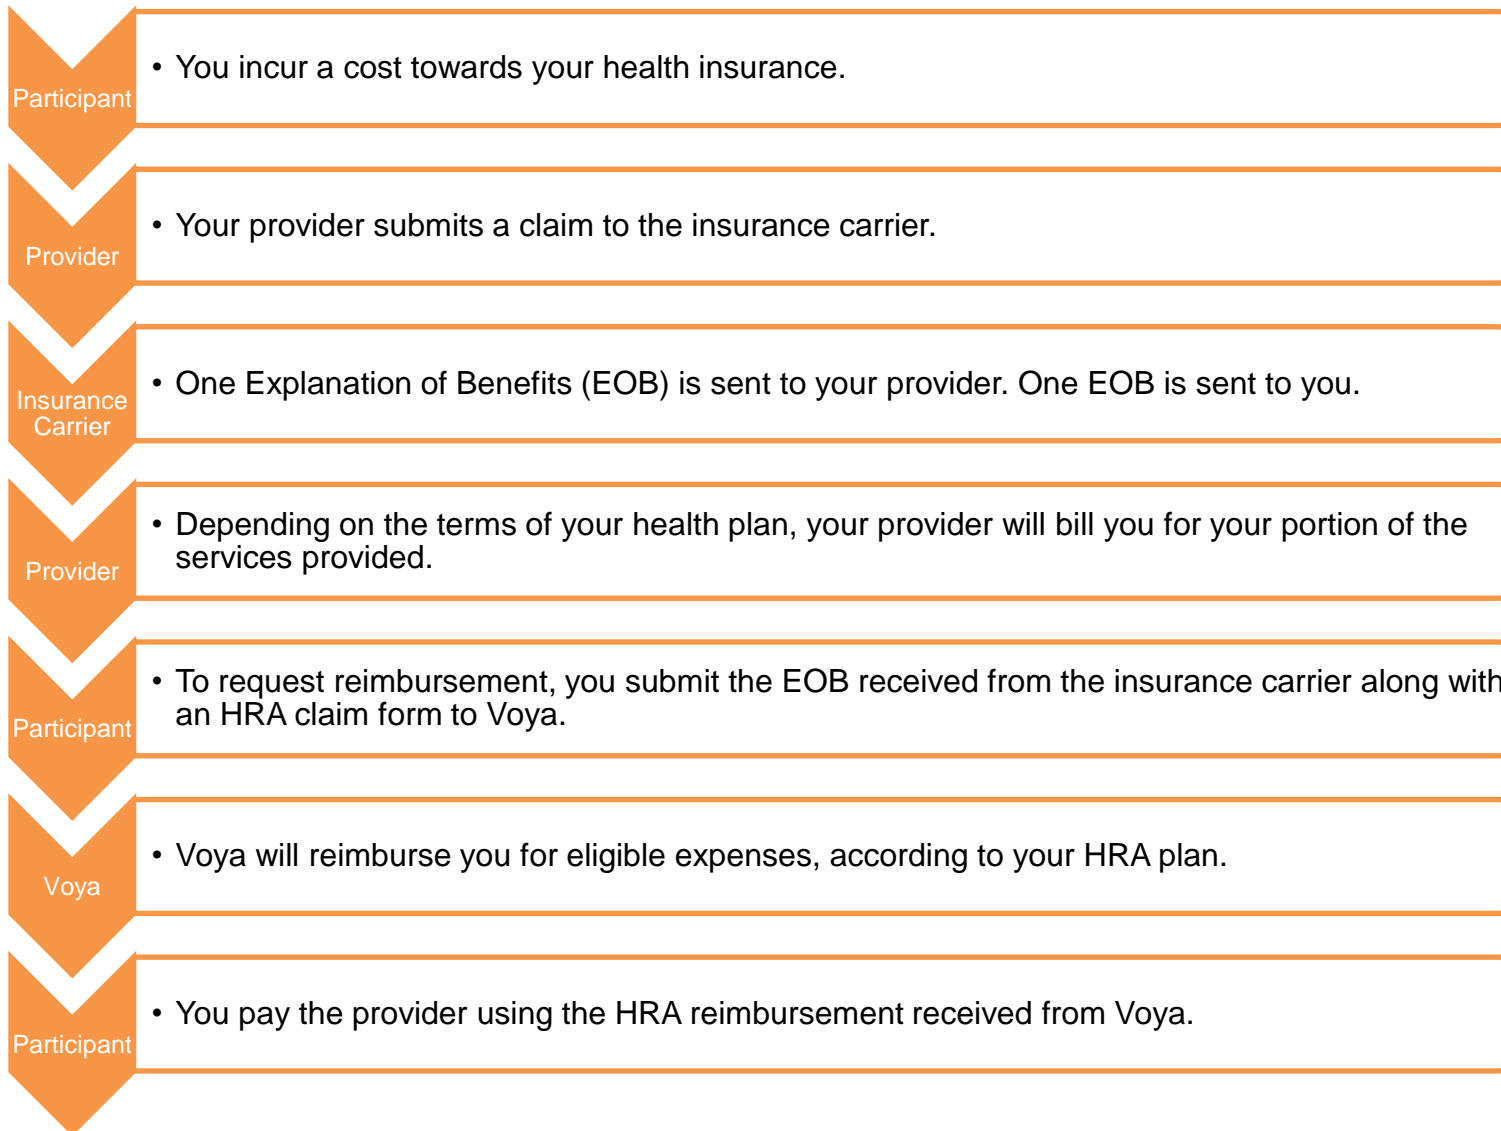 Participant
• You incur a cost towards your health insurance.
Provider
• Your provider submits a claim to the insurance carrier.
Insurance
Carrier
• One Explanation of Benefits (EOB) is sent to your provider. One EOB is sent to you.
Provider
• Depending on the terms of your health plan, your provider will bill you for your portion of the
services provided.
Participant
• To request reimbursement, you submit the EOB received from the insurance carrier along with
an HRA claim form to Voya.
Voya
• Voya will reimburse you for eligible expenses, according to your HRA plan.
Participant
• You pay the provider using the HRA reimbursement received from Voya.